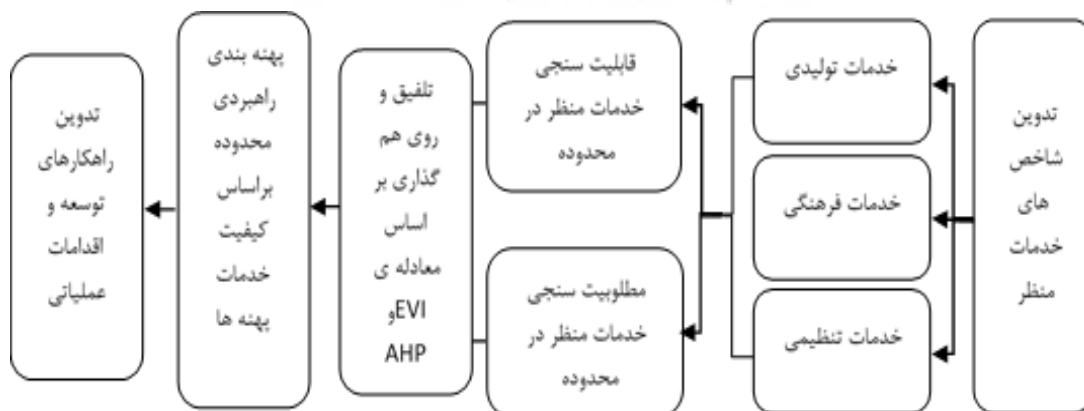 تدوین
شاخص
های
خدمات
منظر
خدمات تولیدی
خدمات فرهنگی
خدمات تنظیمی
قابلیت سنجی
خدمات منظر در
محدوده
مطلوبیت سنجی
خدمات منظر در
محدوده
تلفیق و
روی هم
گذاری بر
اساس
معادله ی
EVIو
AHP
پهنه بندی
راهبردی
محدوده
براساس
کیفیت
خدمات
پهنه ها
تدوین
راهکارهای
توسعه و
اقدامات
عملیاتی